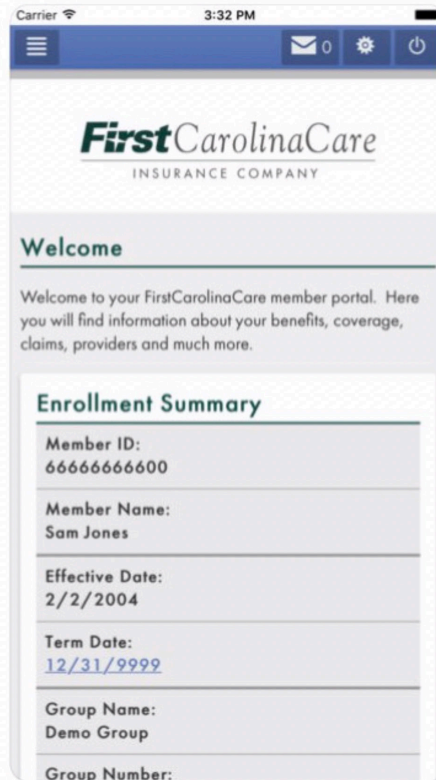 Carrier 3:32 PM
0
FirstCarolinaCare
INSURANCE COMPANY
Welcome
Welcome to your FirstCarolinaCare member portal. Here
you will find information about your benefits, coverage,
claims, providers and much more.
Enrollment Summary
Member ID:
66666666600
Member Name:
Sam Jones
Effective Date:
2/2/2004
Term Date:
12/31/9999
Group Name:
Demo Group
Group Number: